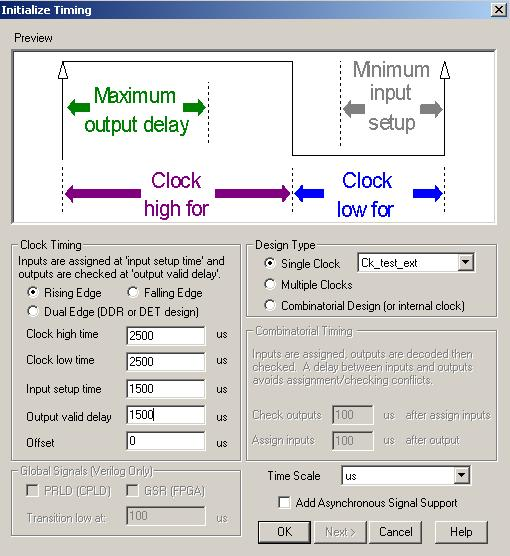 Initialize Timing
Preview
Maximum
output delay
Minimum
input
setup
Clock
high for
Clock
low for
Clock Timing
Inputs are assigned at 'input setup time' and
outputs are checked at 'output valid delay'.
Rising Edge Falling Edge
Dual Edge (DDR or DET design)
Clock high time 2500 us
Clock low time 2500 us
Input setup time 1500 us
Output valid delay 1500 us
Offset 0 us
Global Signals (Verilog Only)
PRLD (CPLD) GSR (FPGA)
Transition low at: 100 us
Design Type
Single Clock Ck_test_ext
Multiple Clocks
Combinatorial Design (or internal clock)
Combinatorial Timing
Inputs are assigned, outputs are decoded then
checked. A delay between inputs and outputs
avoids assignment/checking conflicts.
Check outputs 100 us after assign inputs
Assign inputs 100 us after output
Time Scale us
Add Asynchronous Signal Support
OK Next > Cancel Help